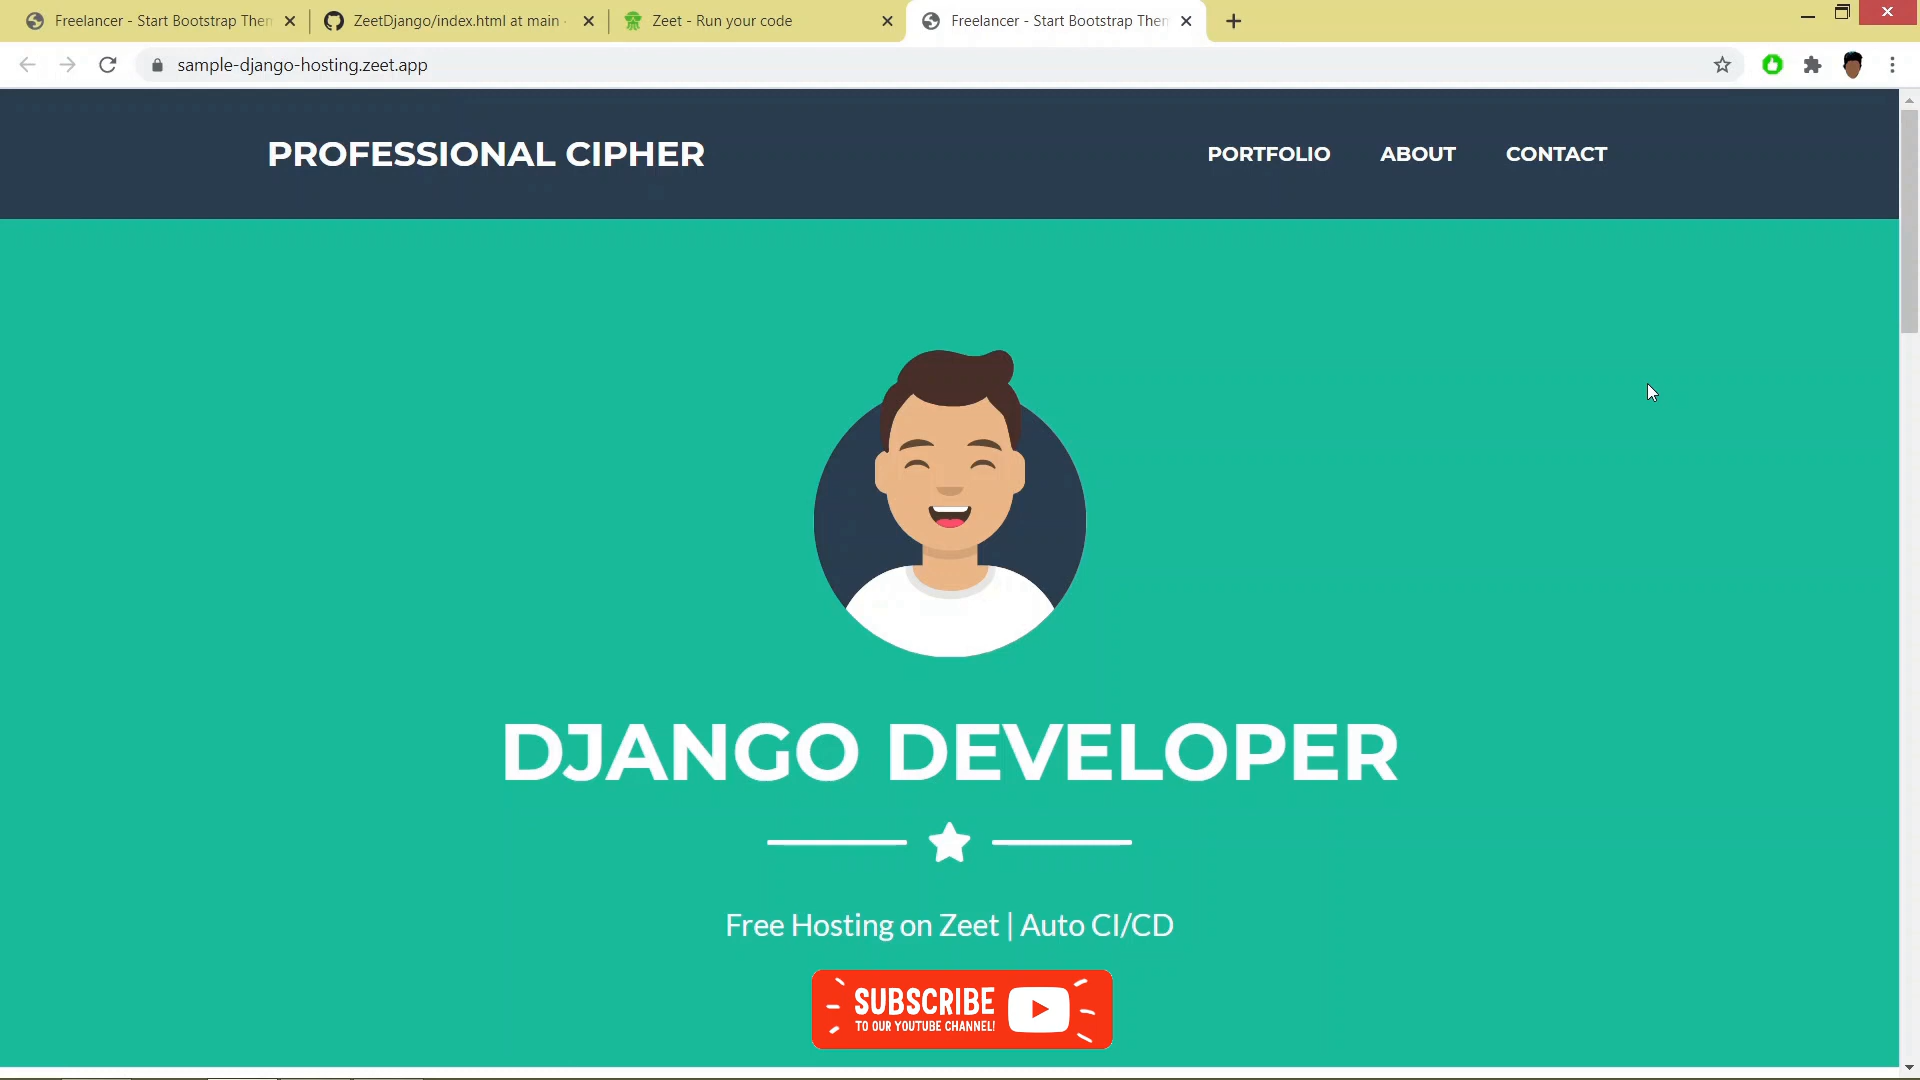 Freelancer - Start Bootstrap Them
ZeetDjango/index.html at main
Zeet - Run your code
Freelancer - Start Bootstrap Them
sample-django-hosting.zeet.app
PROFESSIONAL CIPHER
PORTFOLIO
ABOUT
CONTACT
DJANGO DEVELOPER
Free Hosting on Zeet | Auto CI/CD
SUBSCRIBE
TO OUR YOUTUBE CHANNEL!